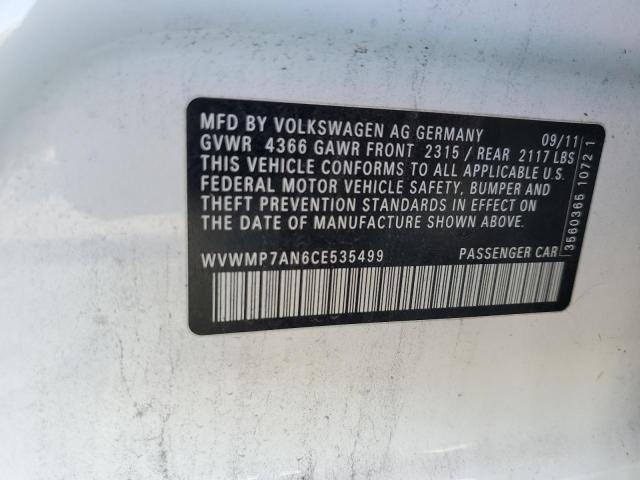 MFD BY VOLKSWAGEN AG GERMANY 09/11
GVWR 4366 GAWR FRONT 2315 / REAR 2117 LBS
THIS VEHICLE CONFORMS TO ALL APPLICABLE U.S.
FEDERAL MOTOR VEHICLE SAFETY, BUMPER AND
THEFT PREVENTION STANDARDS IN EFFECT ON
THE DATE OF MANUFACTURE SHOWN ABOVE.
WVWMP7AN6CE535499 PASSENGER CAR
3560365 1072 1